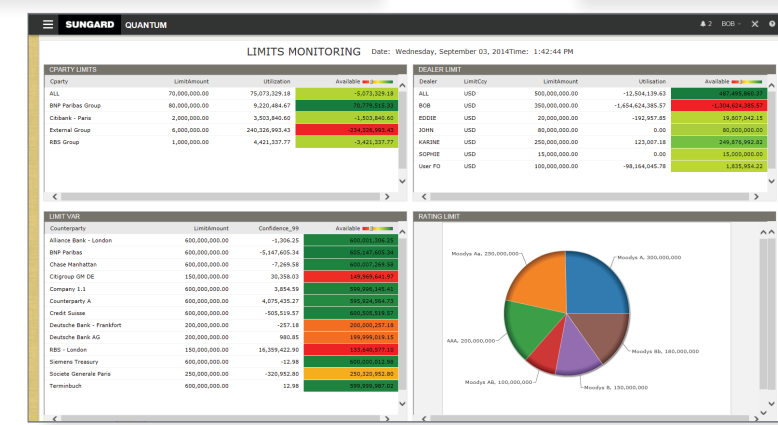 SUNGARD QUANTUM 2 BOB
LIMITS MONITORING Date: Wednesday, September 03, 2014Time: 1:42:44 PM
CPARTY LIMITS
Cparty LimitAmount Utilization Available
ALL 70,000,000.00 75,073,329.18 -5,073,329.18
BNP Paribas Group 80,000,000.00 9,220,484.67 70,779,515.33
Citibank - Paris 2,000,000.00 3,503,840.60 -1,503,840.60
External Group 6,000,000.00 240,326,993.43 -234,326,993.43
RBS Group 1,000,000.00 4,421,337.77 -3,421,337.77
DEALER LIMIT
Dealer LimitCcy LimitAmount Utilisation Available
ALL USD 500,000,000.00 -12,504,139.63 487,495,860.37
BOB USD 350,000,000.00 -1,654,624,385.57 -1,304,624,385.57
EDDIE USD 20,000,000.00 -192,957.85 19,807,042.15
JOHN USD 80,000,000.00 0.00 80,000,000.00
KARINE USD 250,000,000.00 123,007.18 249,876,992.82
SOPHIE USD 15,000,000.00 0.00 15,000,000.00
User FO USD 100,000,000.00 -98,164,045.78 1,835,954.22
LIMIT VAR
Counterparty LimitAmount Confidence_99 Available
Alliance Bank - London 600,000,000.00 -1,306.25 600,001,306.25
BNP Paribas 600,000,000.00 -5,147,605.34 605,147,605.34
Chase Manhattan 600,000,000.00 -7,269.58 600,007,269.58
Citigroup GM DE 150,000,000.00 30,358.03 149,969,641.97
Company 1.1 600,000,000.00 3,854.59 599,996,145.41
Counterparty A 600,000,000.00 4,075,435.27 595,924,564.73
Credit Suisse 600,000,000.00 -505,519.57 600,505,519.57
Deutsche Bank - Frankfort 200,000,000.00 -257.18 200,000,257.18
Deutsche Bank AG 200,000,000.00 980.85 199,999,019.15
RBS - London 150,000,000.00 16,359,422.90 133,640,577.10
Siemens Treasury 600,000,000.00 -12.98 600,000,012.98
Societe Generale Paris 250,000,000.00 -320,952.80 250,320,952.80
Terminbuch 600,000,000.00 12.98 599,999,987.02
RATING LIMIT
Moodys Aa, 250,000,000
Moodys A, 300,000,000
AAA, 200,000,000
Moodys Bb, 180,000,000
Moodys AB, 100,000,000
Moodys B, 150,000,000